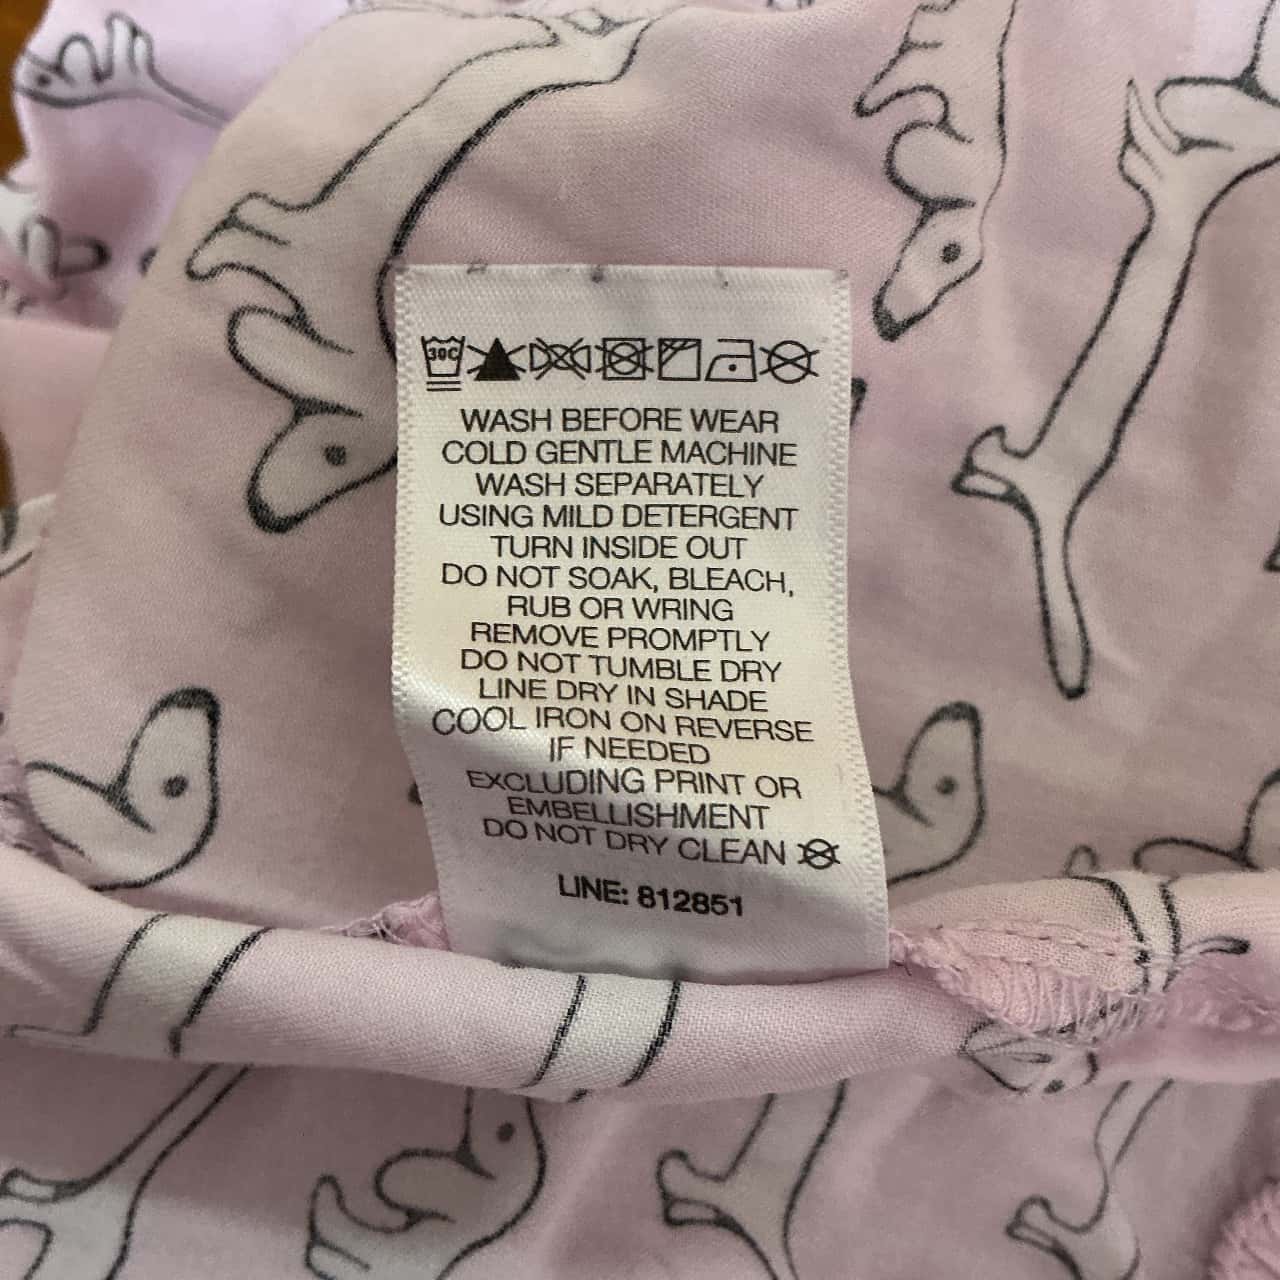 30C
WASH BEFORE WEAR
COLD GENTLE MACHINE
WASH SEPARATELY
USING MILD DETERGENT
TURN INSIDE OUT
DO NOT SOAK, BLEACH,
RUB OR WRING
REMOVE PROMPTLY
DO NOT TUMBLE DRY
LINE DRY IN SHADE
COOL IRON ON REVERSE
IF NEEDED
EXCLUDING PRINT OR
EMBELLISHMENT
DO NOT DRY CLEAN
LINE: 812851